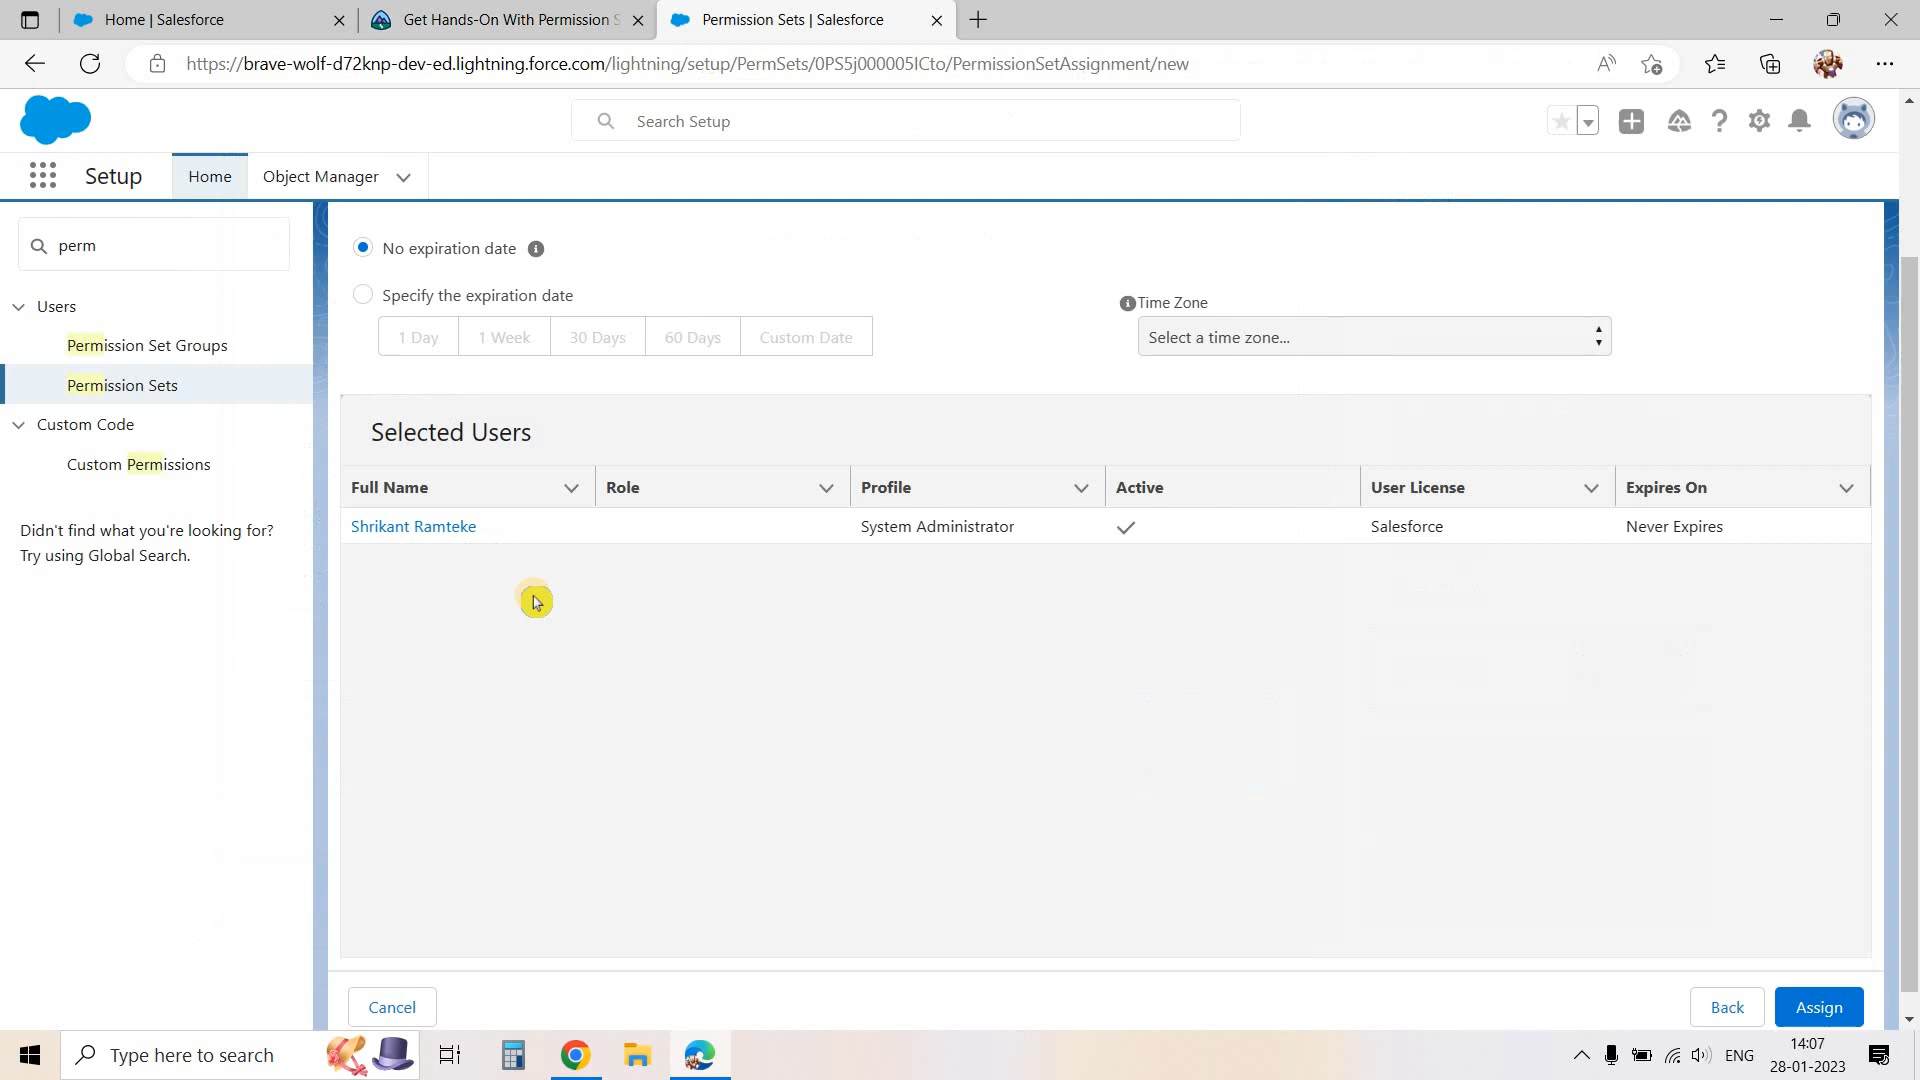 Home | Salesforce
Get Hands-On With Permission S
Permission Sets | Salesforce
https://brave-wolf-d72knp-dev-ed.lightning.force.com/lightning/setup/PermSets/0PS5j000005ICto/PermissionSetAssignment/new
Search Setup
Setup
Home
Object Manager
perm
Users
Permission Set Groups
Permission Sets
Custom Code
Custom Permissions
Didn't find what you're looking for?
Try using Global Search.
No expiration date
Specify the expiration date
1 Day
1 Week
30 Days
60 Days
Custom Date
Time Zone
Select a time zone...
Selected Users
Full Name
Role
Profile
Active
User License
Expires On
Shrikant Ramteke
System Administrator
Salesforce
Never Expires
Cancel
Back
Assign
Type here to search
ENG
14:07
28-01-2023